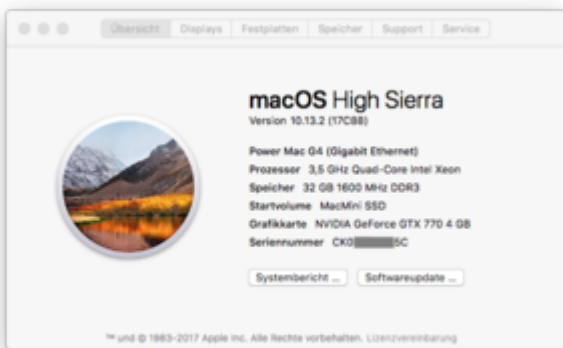 Übersicht Displays Festplatten Speicher Support Service
macOS High Sierra
Version 10.13.2 (17C88)
Power Mac G4 (Gigabit Ethernet)
Prozessor 3,5 GHz Quad-Core Intel Xeon
Speicher 32 GB 1600 MHz DDR3
Startvolume MacMini SSD
Grafikkarte NVIDIA GeForce GTX 770 4 GB
Seriennummer CK0 5C
Systembericht ... Softwareupdate ...
™ und © 1983-2017 Apple Inc. Alle Rechte vorbehalten. Lizenzvereinbarung